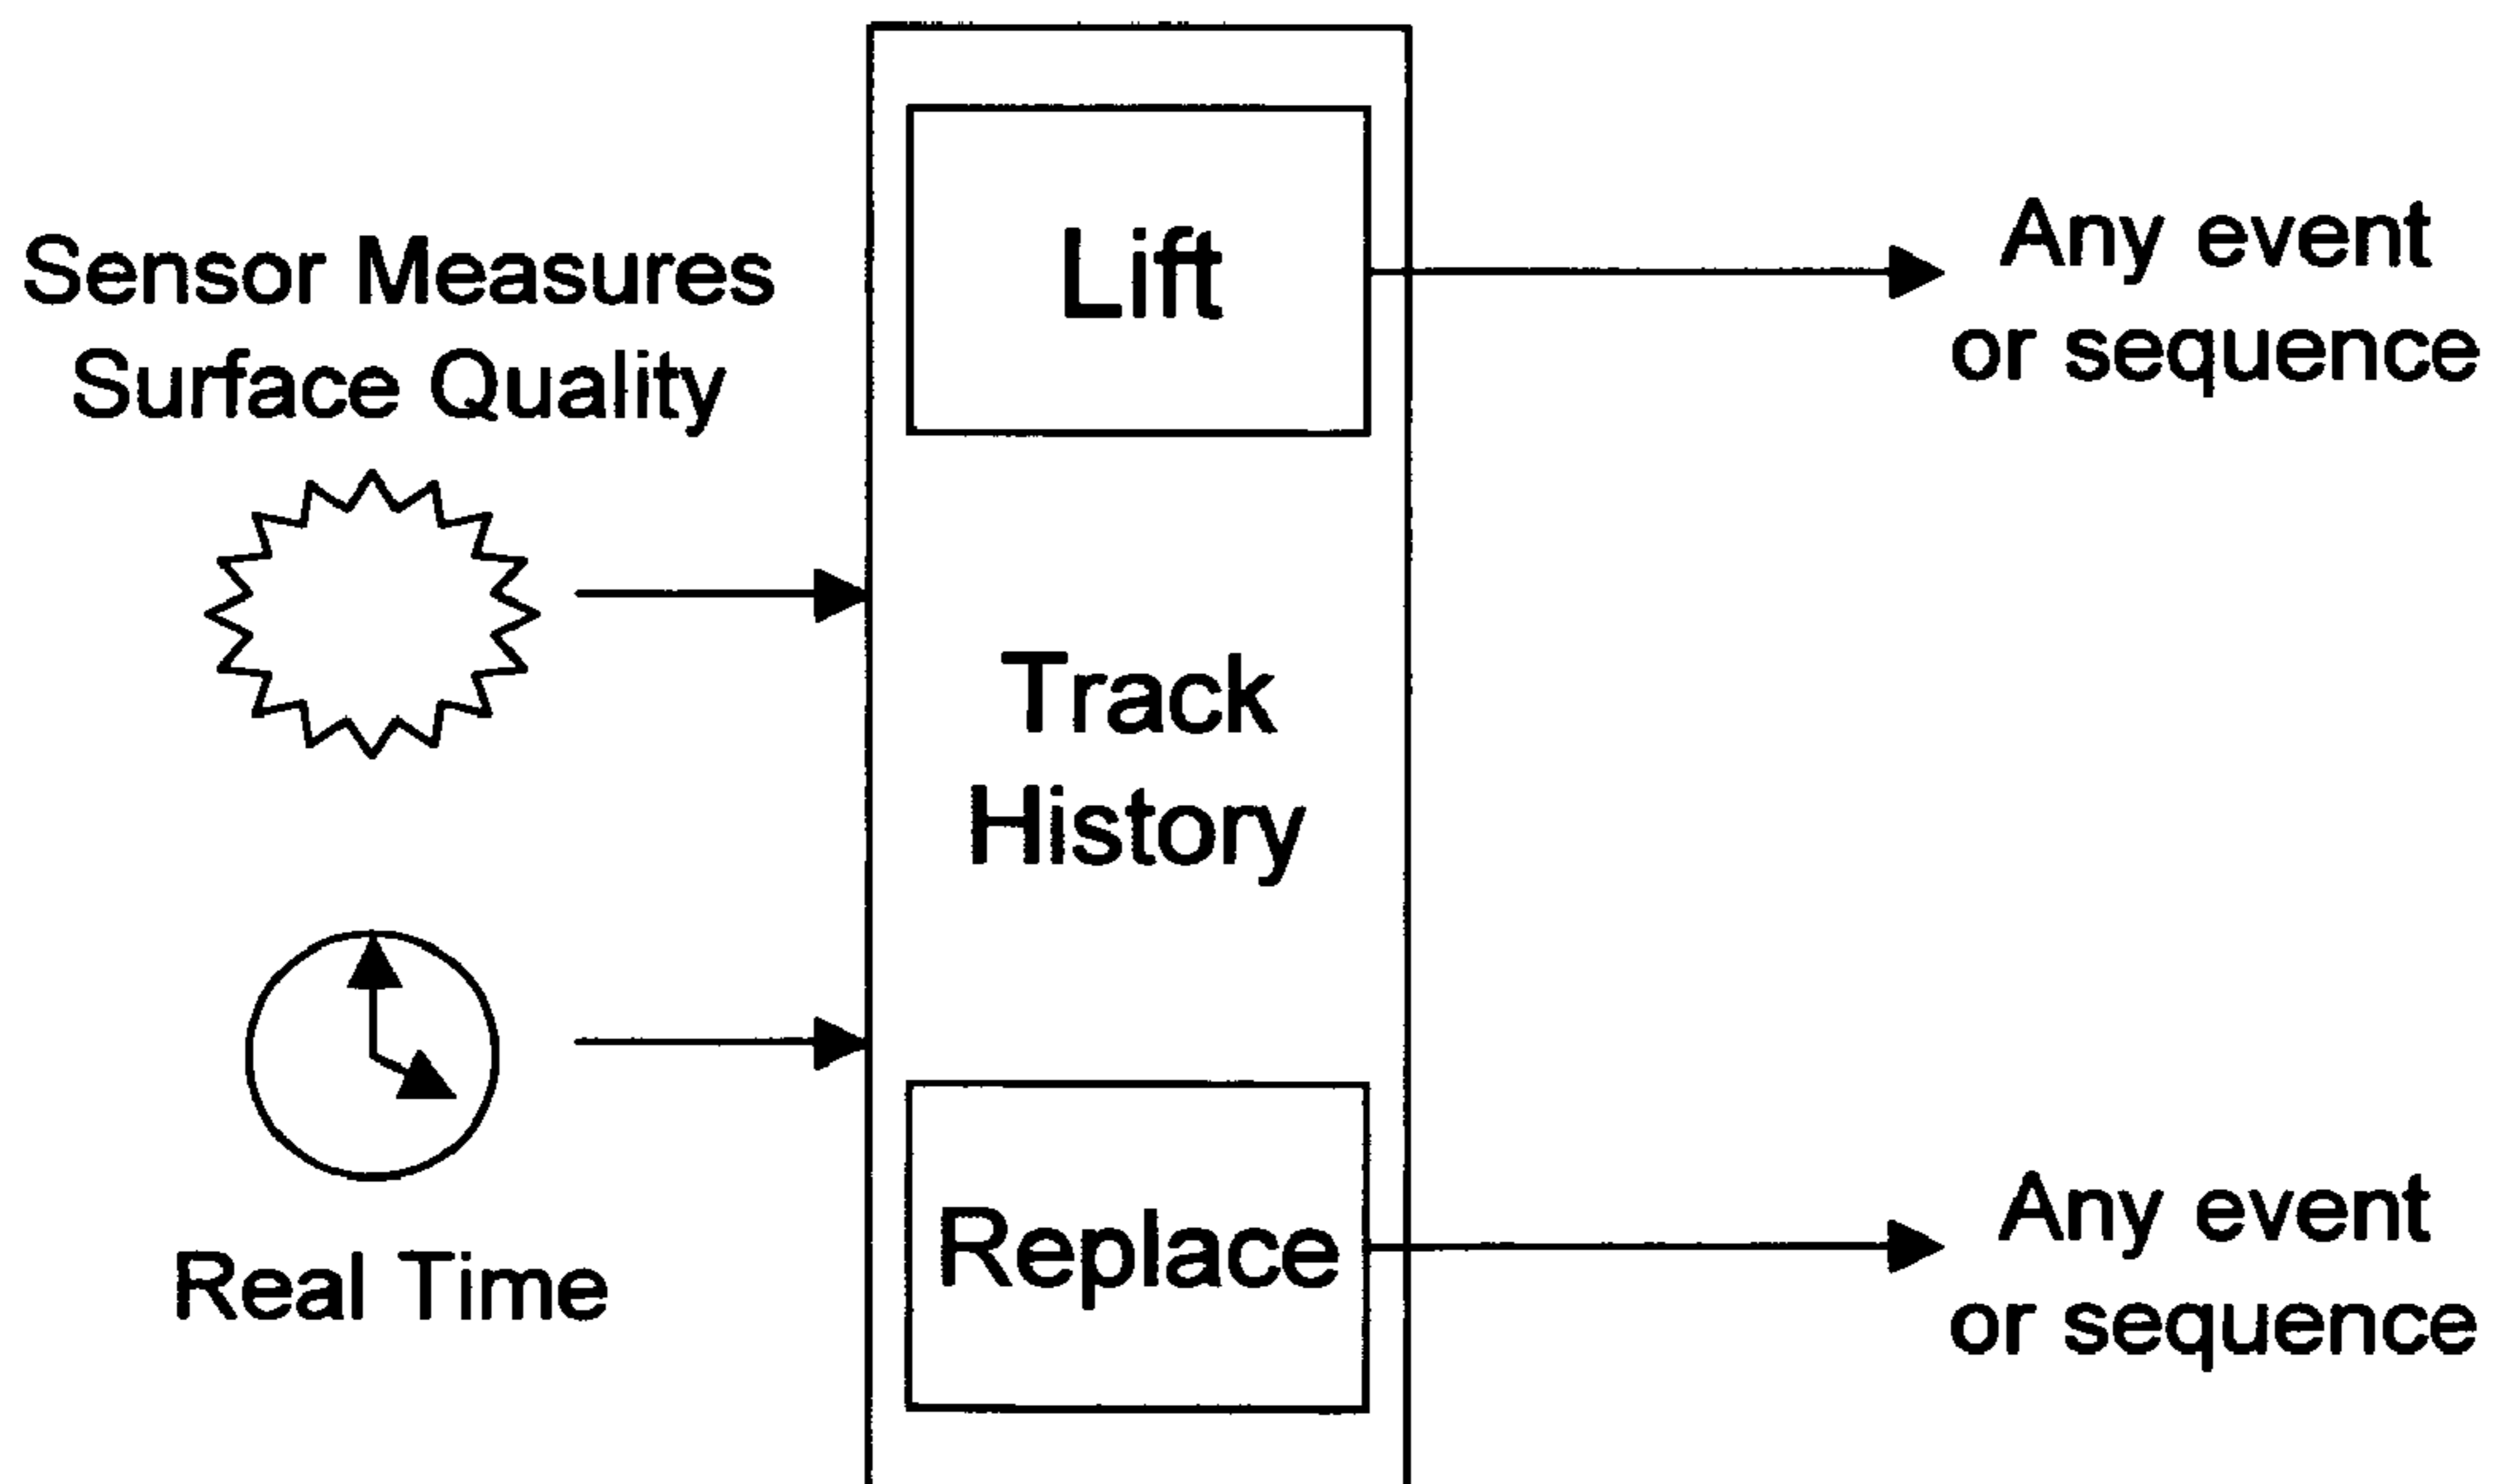 Sensor Measures
Surface Quality
Real Time
Lift
Track
History
Replace
Any event
or sequence
Any event
or sequence